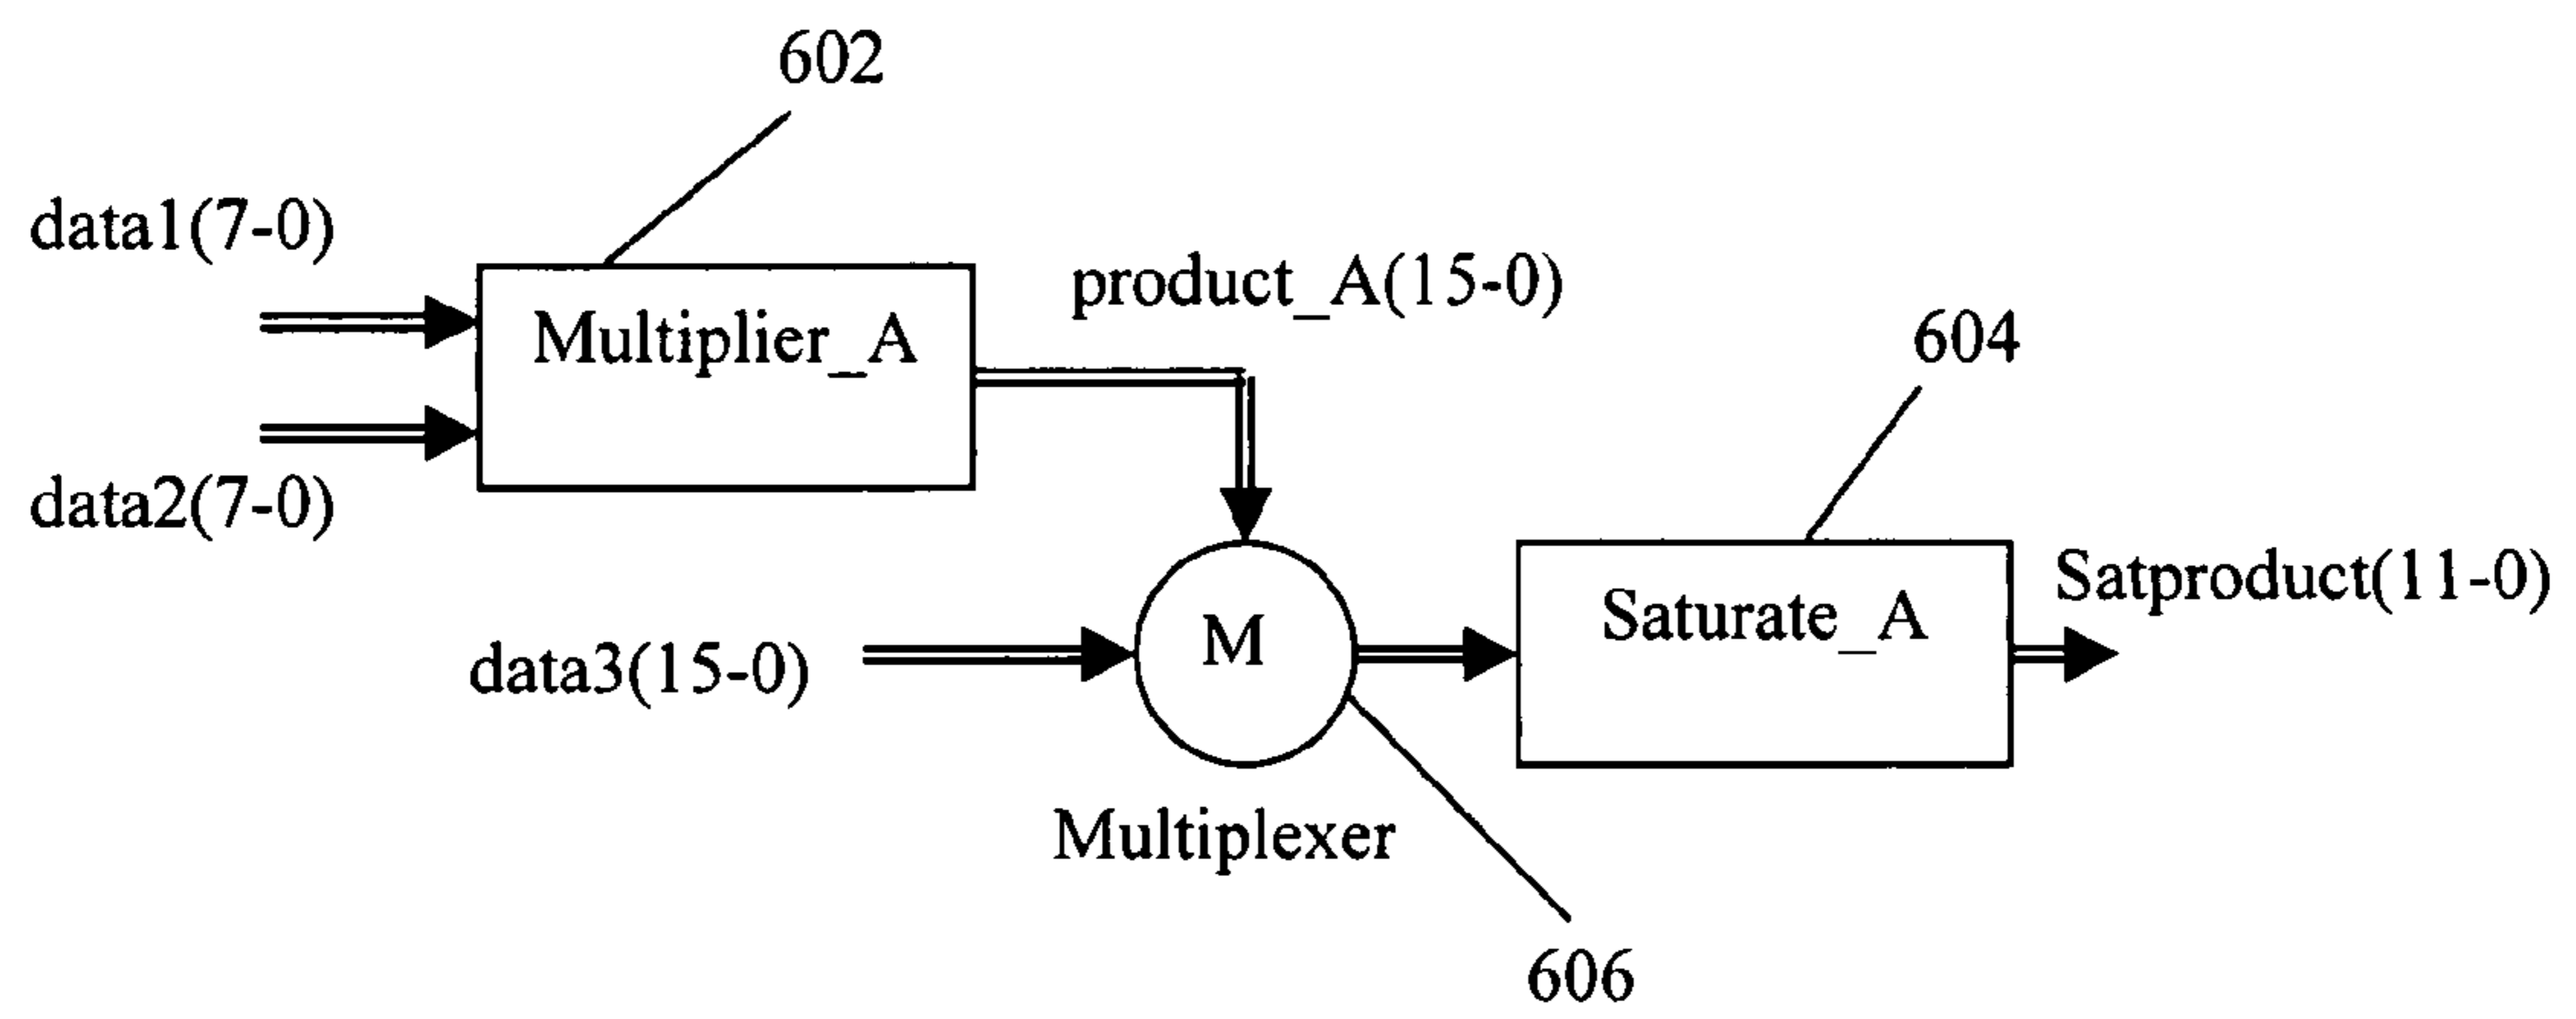 602
data1(7-0)
product_A(15-0)
Multiplier_A
604
data2(7-0)
Satproduct(11-0)
Saturate_A
M
data3(15-0)
Multiplexer
606